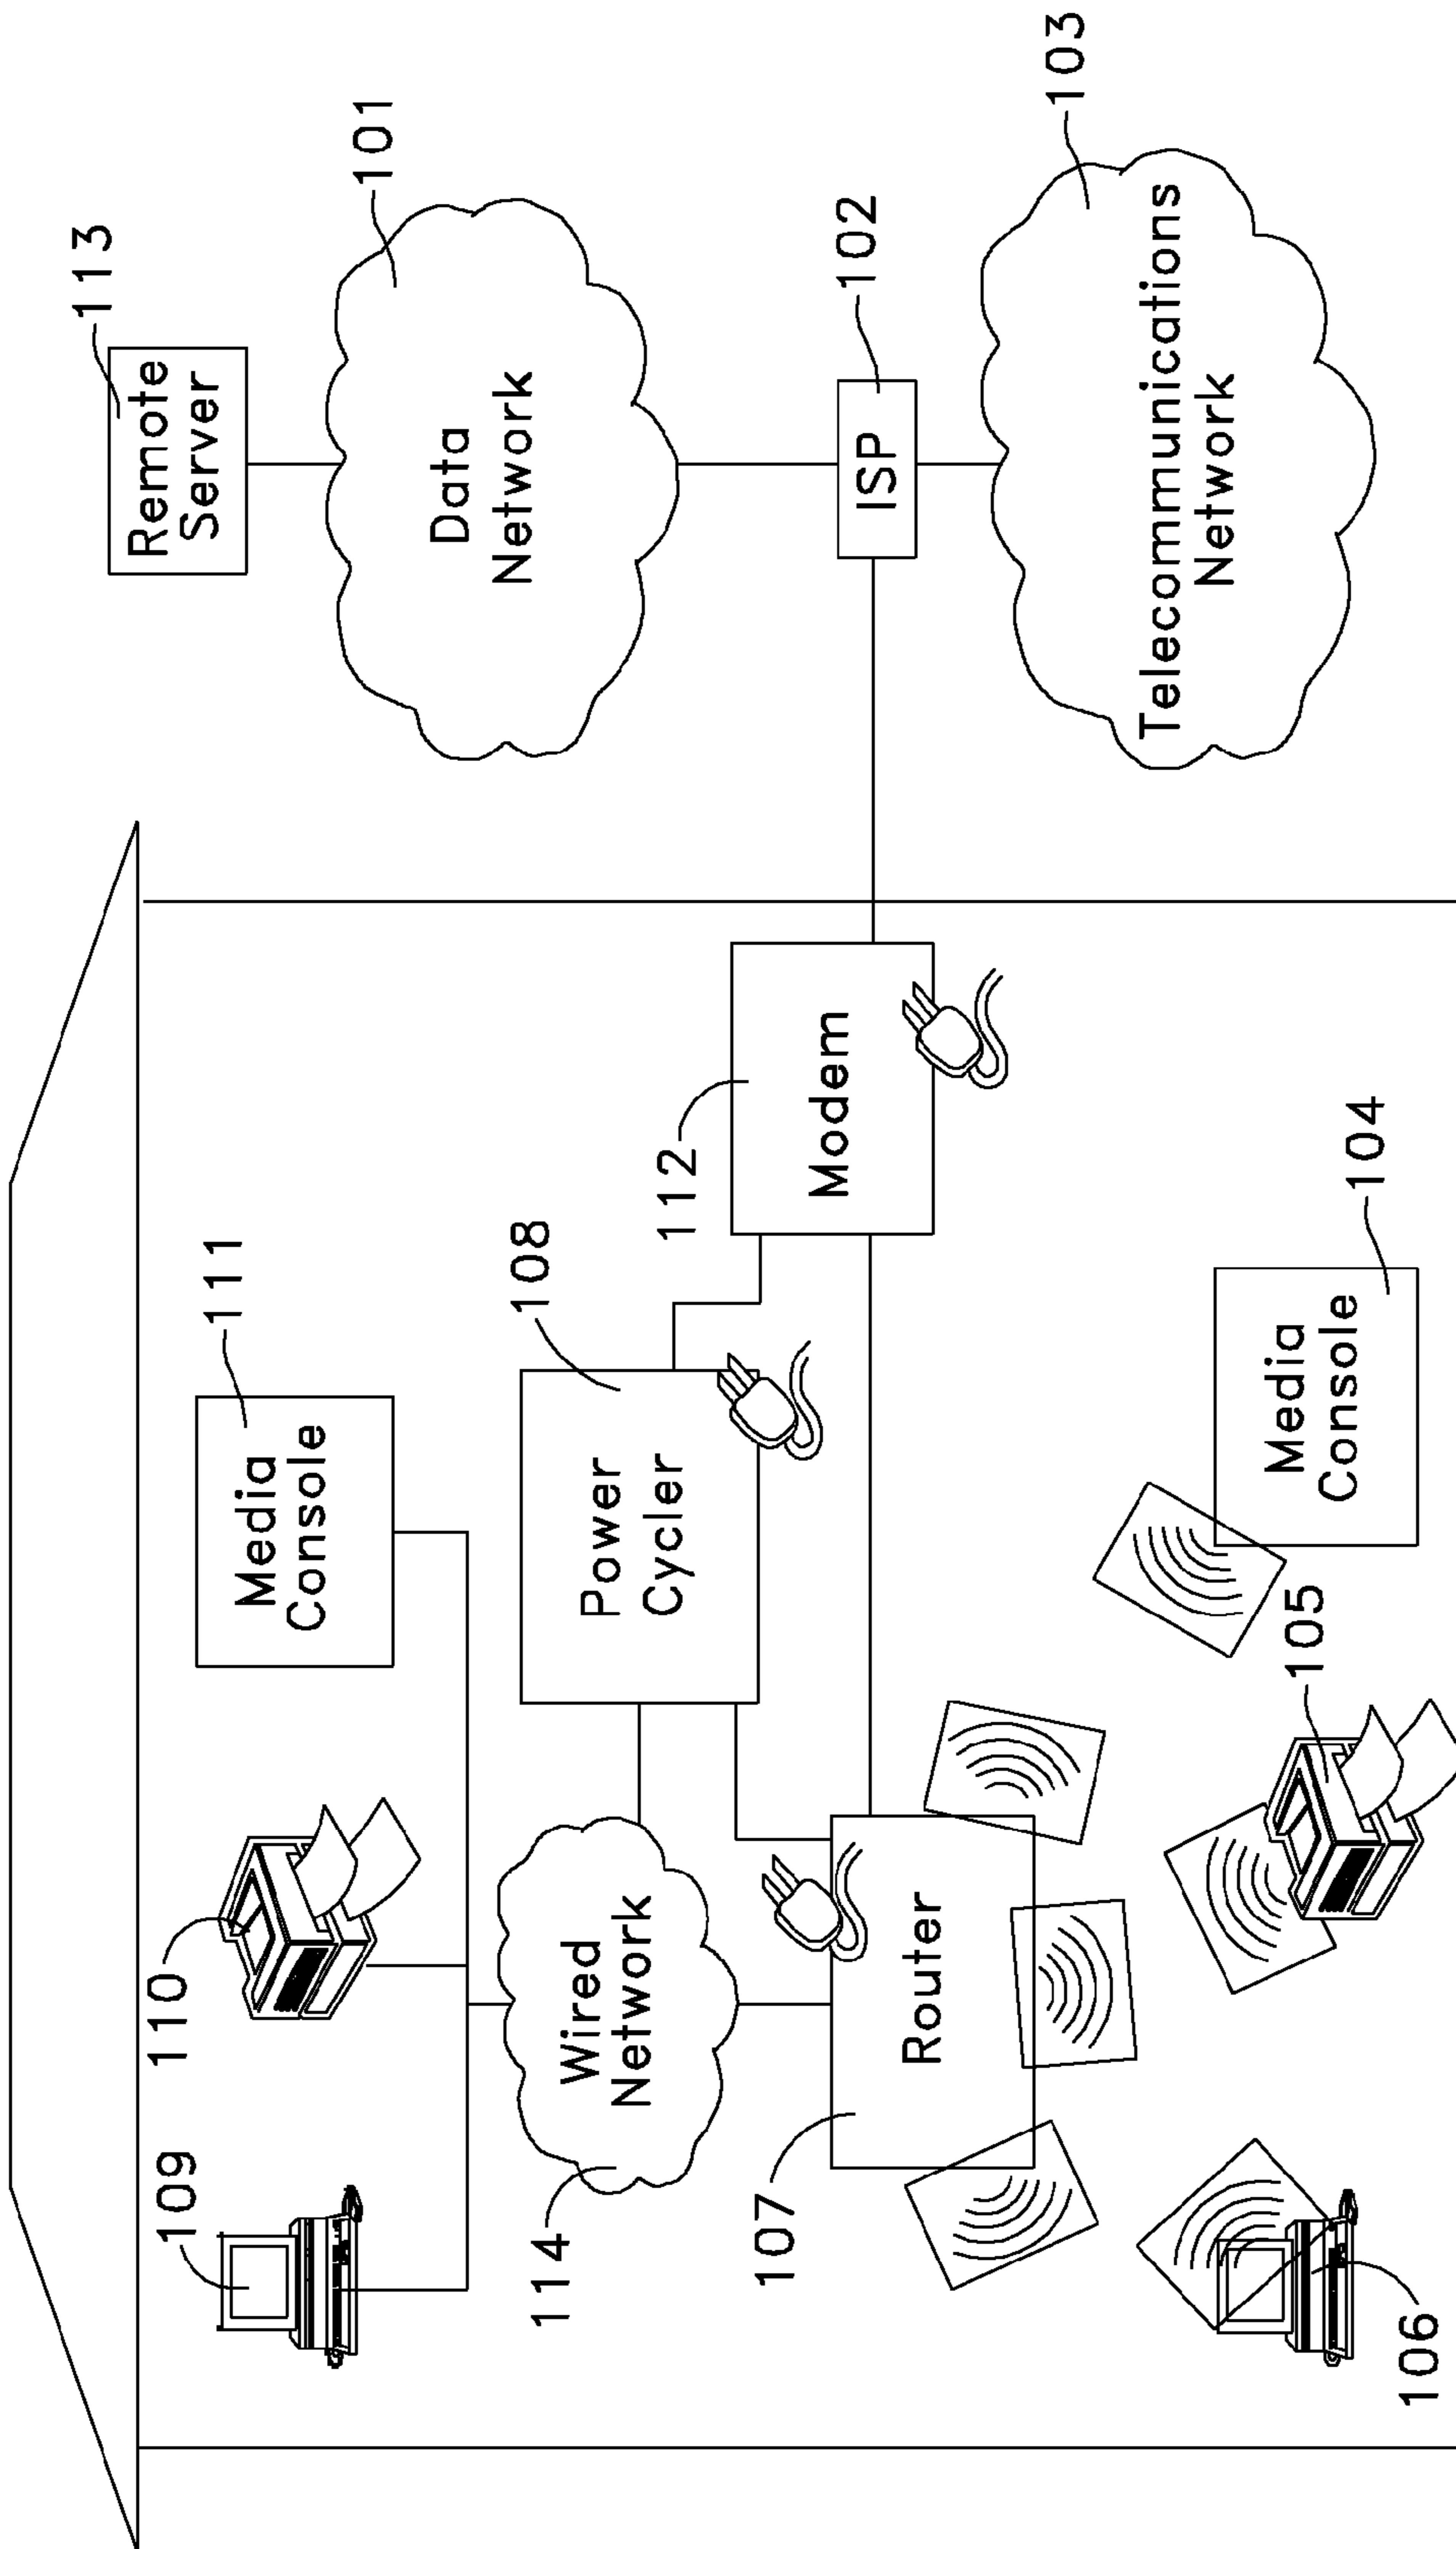 109
110
Media
Console
111
113
Remote
Server
101
Data
Network
114
Wired
Network
Power
Cycler
108
112
Modem
ISP
102
107
Router
103
Telecommunications
Network
106
105
Media
Console
104